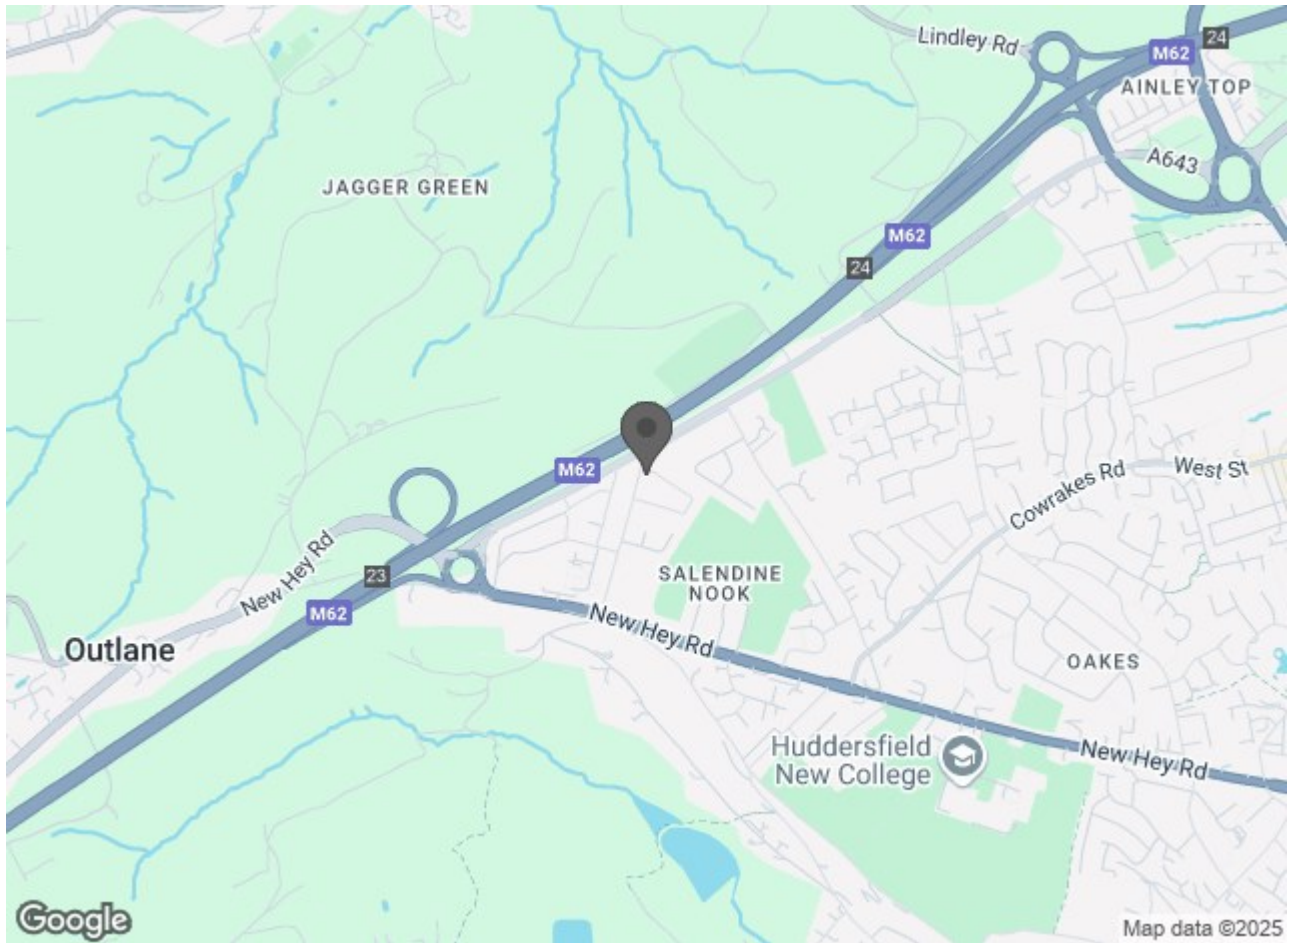 Lindley Rd
24
M62
AINLEY TOP
A643
JAGGER GREEN
M62
24
M62
West St
Cowrakes Rd
New Hey Rd
23
SALENDINE
NOOK
M62
New Hey Rd
Outlane
OAKES
Huddersfield
New College
New Hey Rd
Google
Map data ©2025